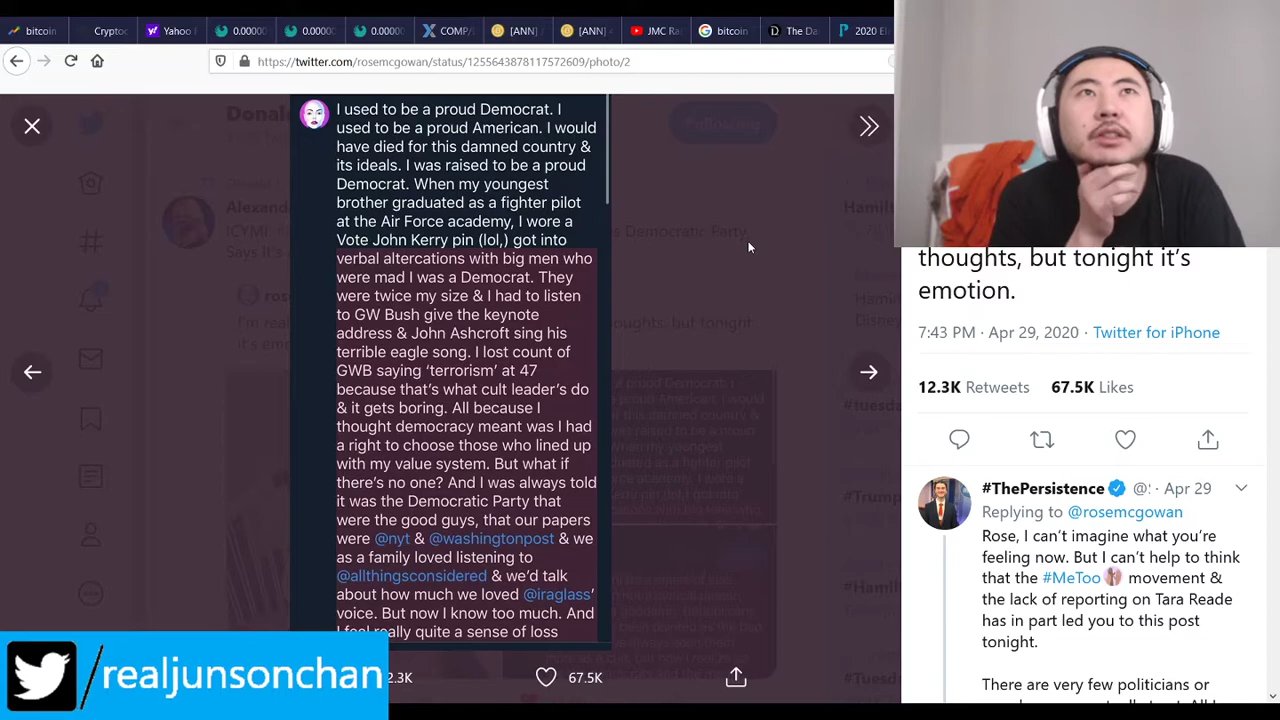 bitcoin
Cryptoc
Yahoo
0.00000
0.00000
0.00000
COMP/
[ANN]
[ANN]
JMC Ra
bitcoin
The Da
2020 El
https://twitter.com/rosemcgowan/status/1255643878117572609/photo/2
I used to be a proud Democrat. I
used to be a proud American. I would
have died for this damned country &
its ideals. I was raised to be a proud
Democrat. When my youngest
brother graduated as a fighter pilot
at the Air Force academy, I wore a
Vote John Kerry pin (lol,) got into
verbal altercations with big men who
were mad I was a Democrat. They
were twice my size & I had to listen
to GW Bush give the keynote
address & John Ashcroft sing his
terrible eagle song. I lost count of
GWB saying ‘terrorism’ at 47
because that’s what cult leader’s do
& it gets boring. All because I
thought democracy meant was I had
a right to choose those who lined up
with my value system. But what if
there’s no one? And I was always told
it was the Democratic Party that
were the good guys, that our papers
were @nyt & @washingtonpost & we
as a family loved listening to
@allthingsconsidered & we’d talk
about how much we loved @iraglass’
voice. But now I know too much. And
I feel really quite a sense of loss
2.3K
67.5K
/realjunsonchan
thoughts, but tonight it’s
emotion.
7:43 PM · Apr 29, 2020 · Twitter for iPhone
12.3K Retweets 67.5K Likes
#ThePersistence @: · Apr 29
Replying to @rosemcgowan
Rose, I can’t imagine what you’re
feeling now. But I can’t help to think
that the #MeToo movement &
the lack of reporting on Tara Reade
has in part led you to this post
tonight.
There are very few politicians or